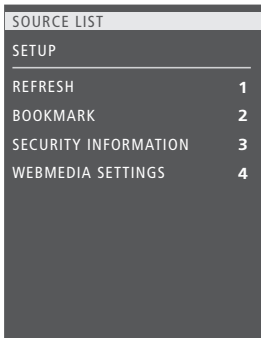 SOURCE LIST
SETUP
REFRESH 1
BOOKMARK 2
SECURITY INFORMATION 3
WEBMEDIA SETTINGS 4